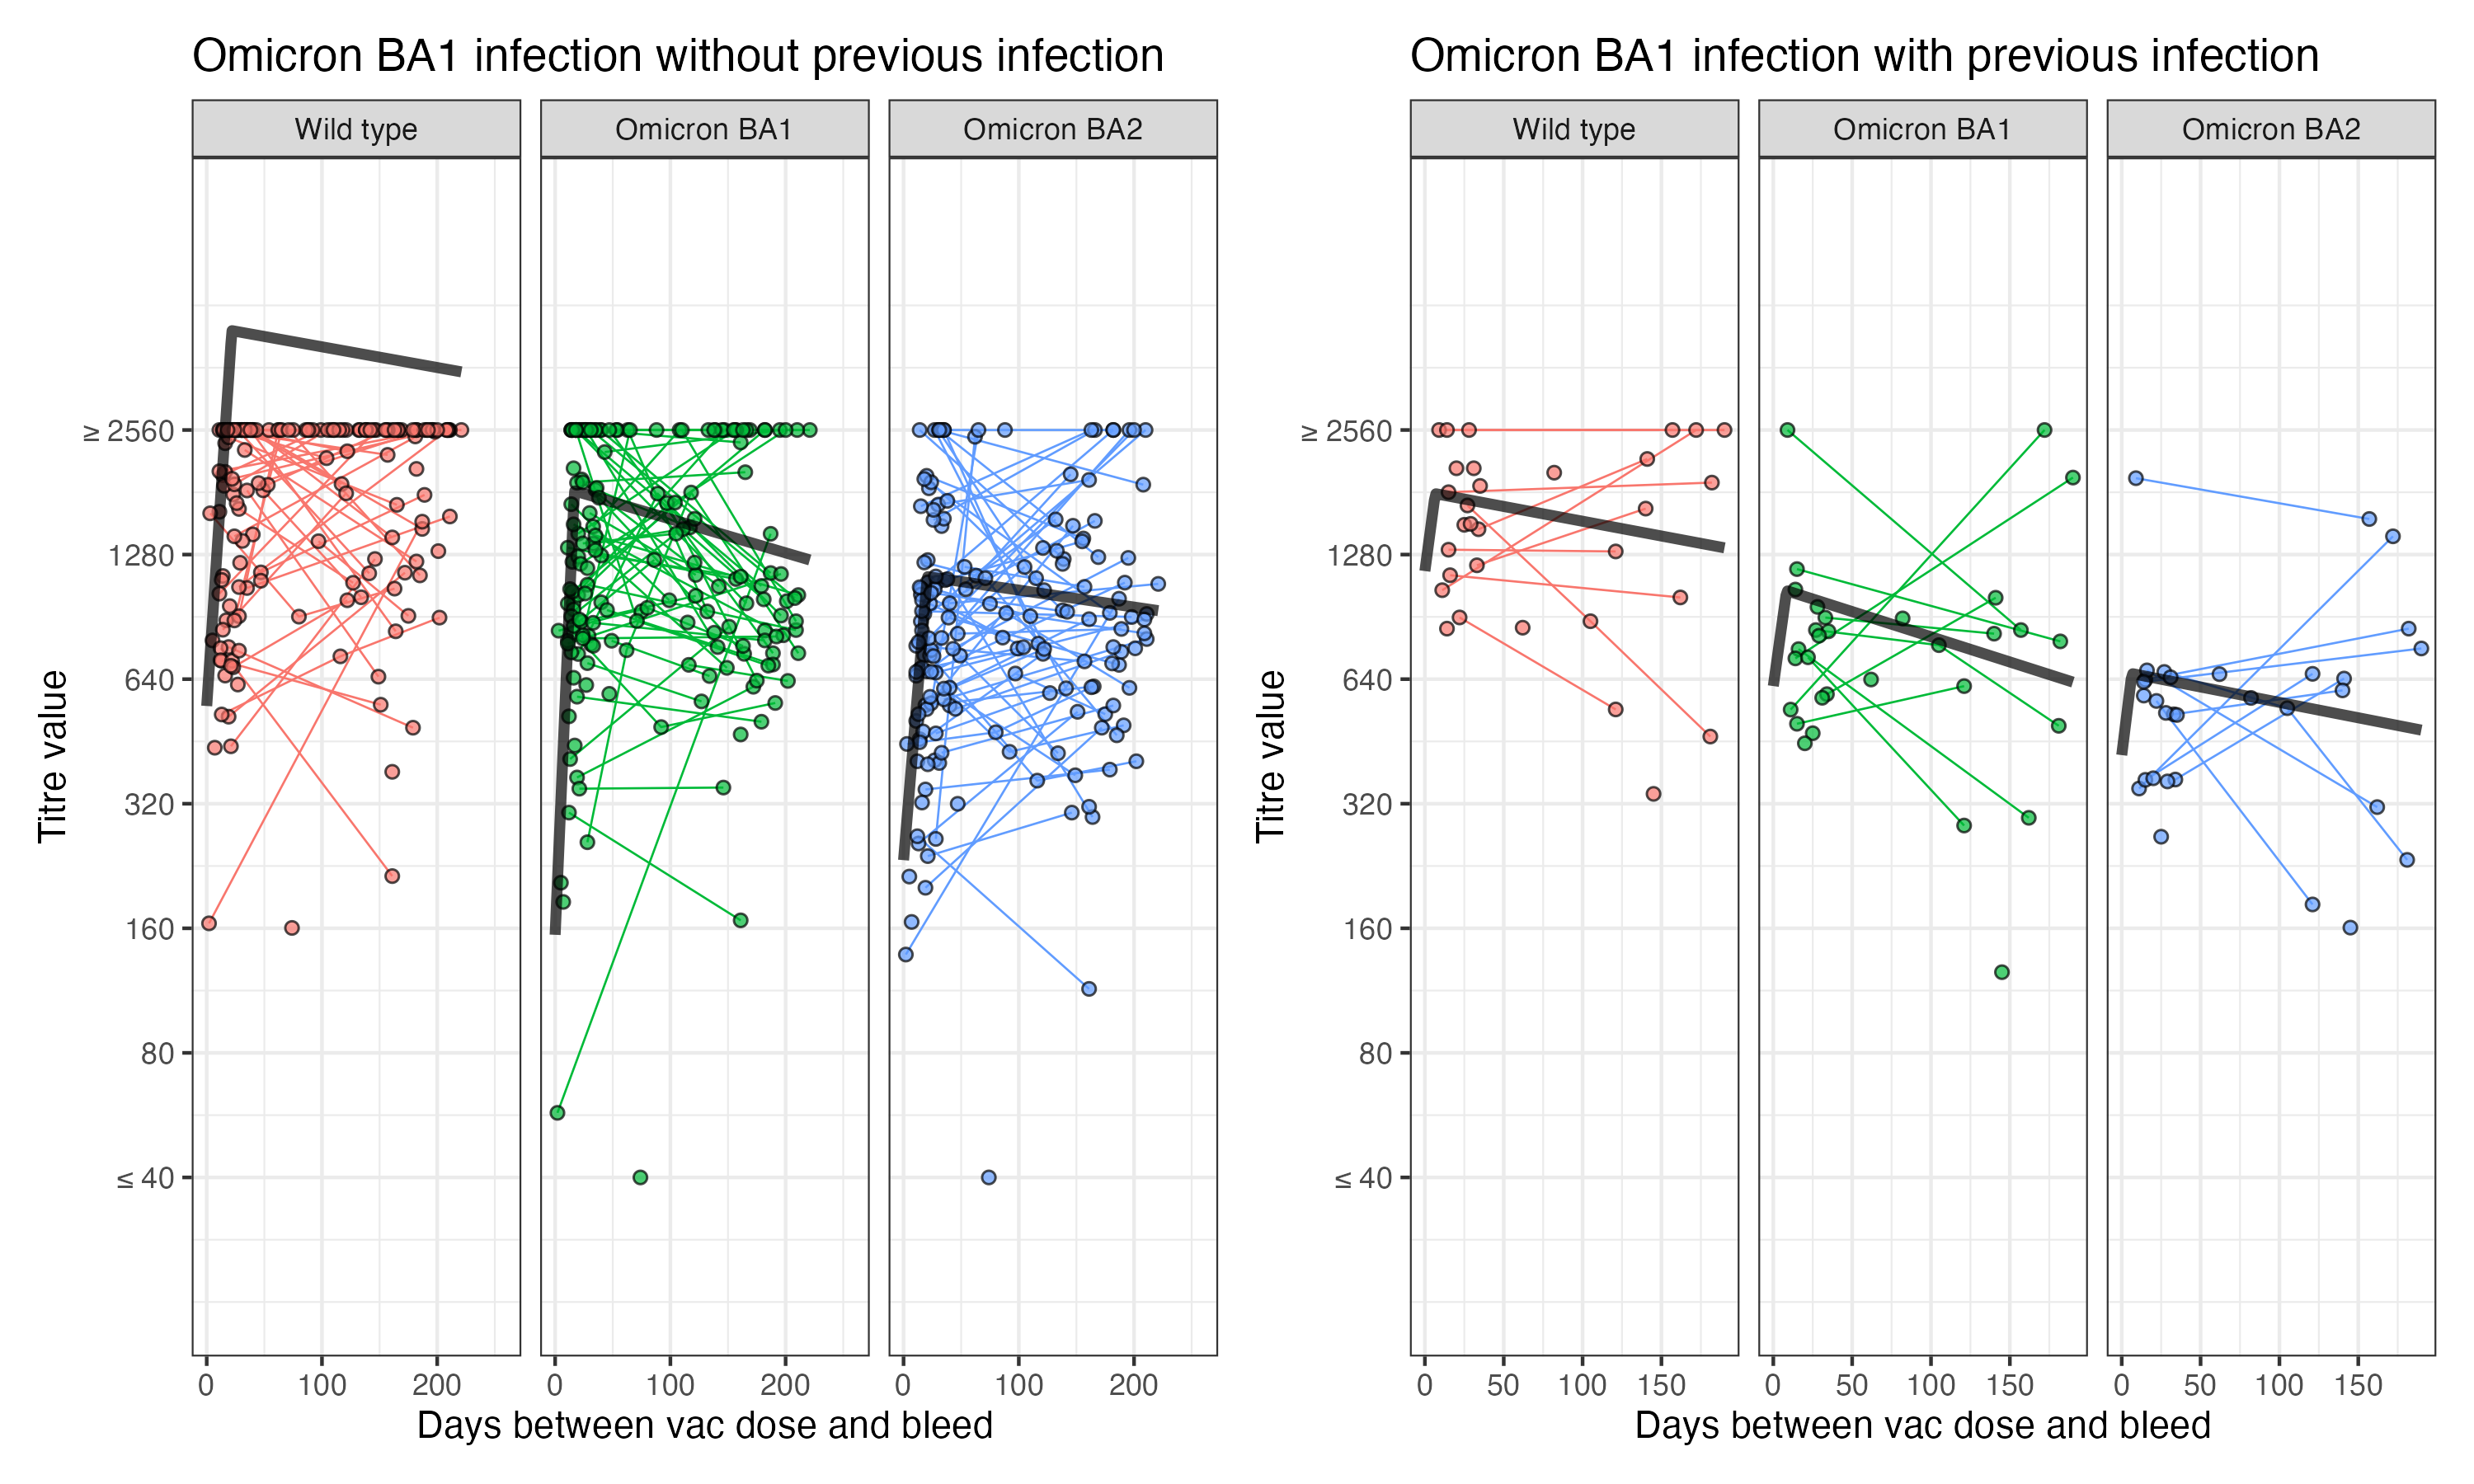 Omicron BA1 infection without previous infection
Wild type
Omicron BA1
Omicron BA2
Titre value
≥ 2560
1280
640
320
160
80
≤ 40
0 100 200
0 100 200
0 100 200
Days between vac dose and bleed
Omicron BA1 infection with previous infection
Wild type
Omicron BA1
Omicron BA2
Titre value
≥ 2560
1280
640
320
160
80
≤ 40
0 50 100 150
0 50 100 150
0 50 100 150
Days between vac dose and bleed